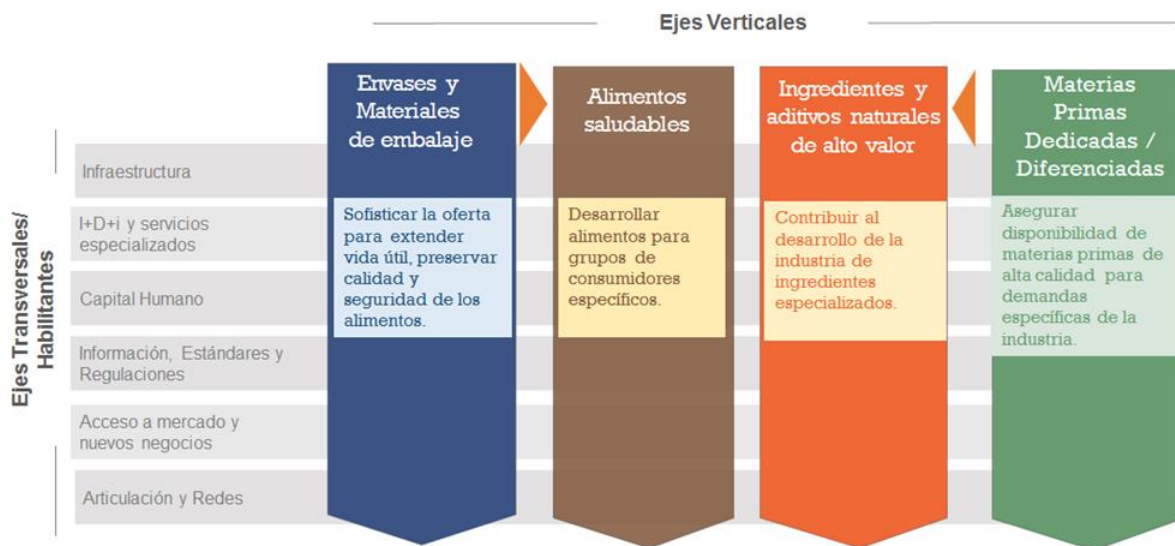 Ejes Verticales
Envases y
Materiales
de embalaje
Alimentos
saludables
Ingredientes y
aditivos naturales
de alto valor
Materias
Primas
Dedicadas /
Diferenciadas
Ejes Transversales/
Habilitantes
Infraestructura
I+D+i y servicios
especializados
Capital Humano
Información, Estándares y
Regulaciones
Acceso a mercado y
nuevos negocios
Articulación y Redes
Sofisticar la oferta
para extender
vida útil, preservar
calidad y
seguridad de los
alimentos.
Desarrollar
alimentos para
grupos de
consumidores
específicos.
Contribuir al
desarrollo de la
industria de
ingredientes
especializados.
Asegurar
disponibilidad de
materias primas de
alta calidad para
demandas
específicas de la
industria.